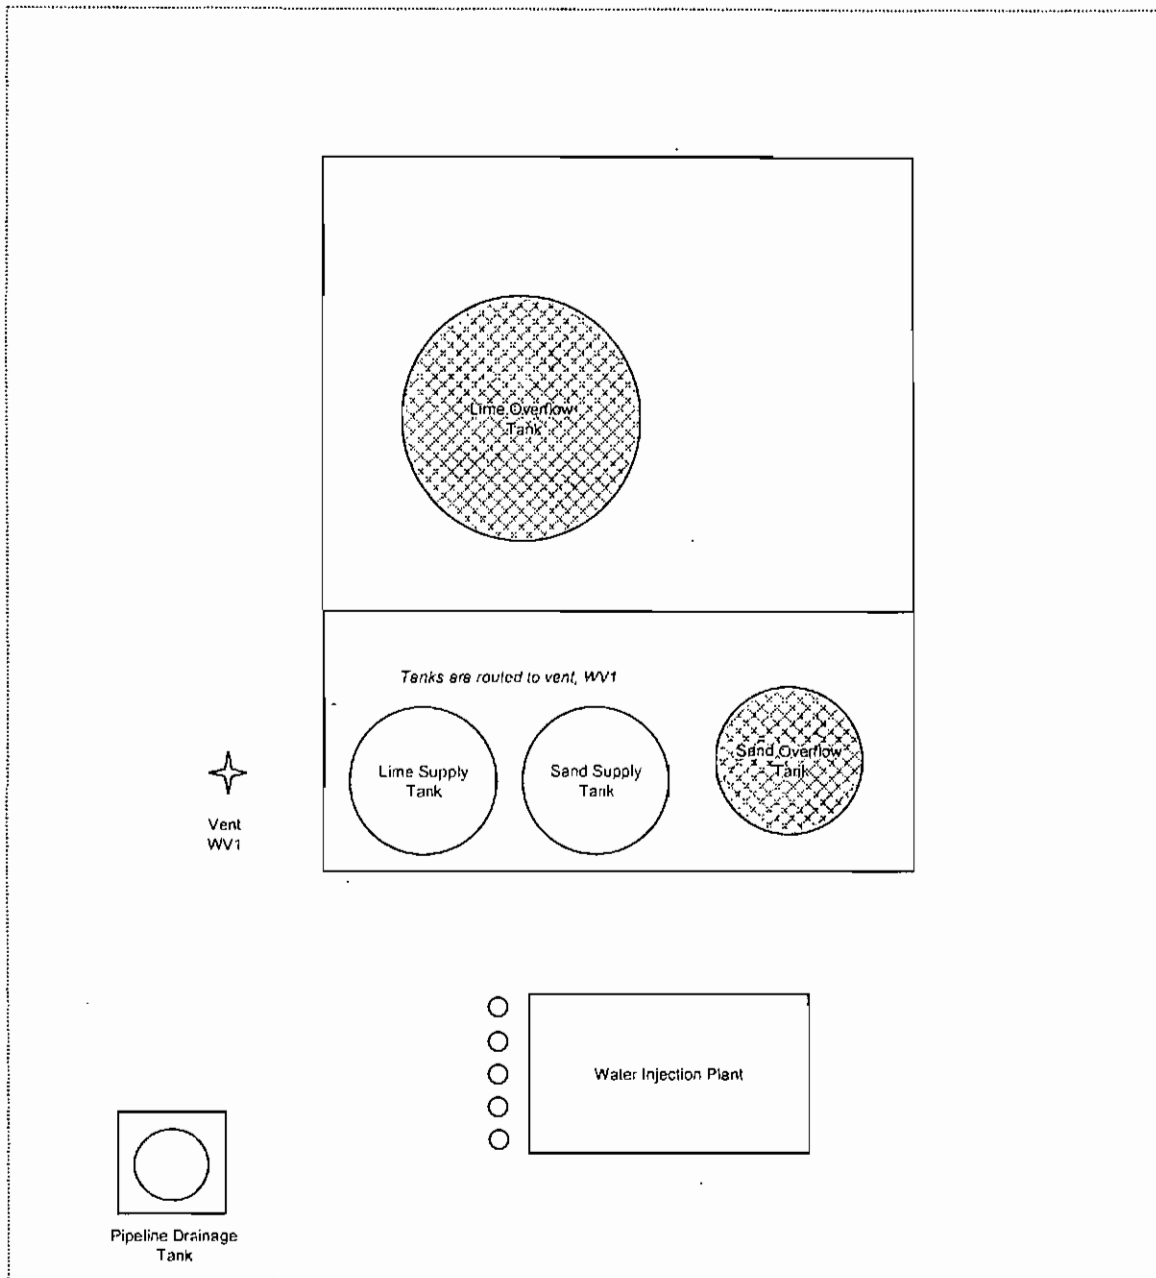 Lime Overflow
Tank
Tanks are routed to vent, WV1
Lime Supply
Tank
Sand Supply
Tank
Sand Overflow
Tank
Vent
WV1
Water Injection Plant
Pipeline Drainage
Tank